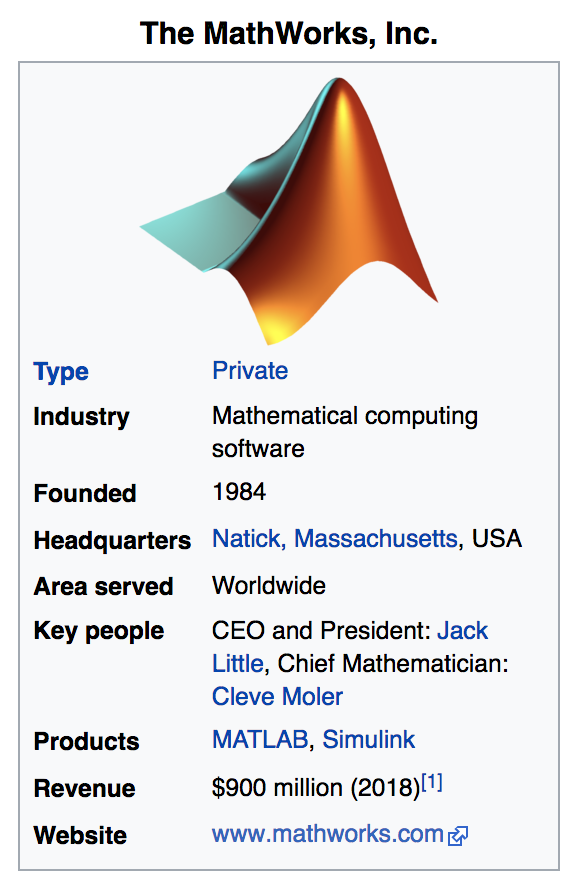 The MathWorks, Inc.
Type Private
Industry Mathematical computing
software
Founded 1984
Headquarters Natick, Massachusetts, USA
Area served Worldwide
Key people CEO and President: Jack
Little, Chief Mathematician:
Cleve Moler
Products MATLAB, Simulink
Revenue $900 million (2018)[1]
Website www.mathworks.com